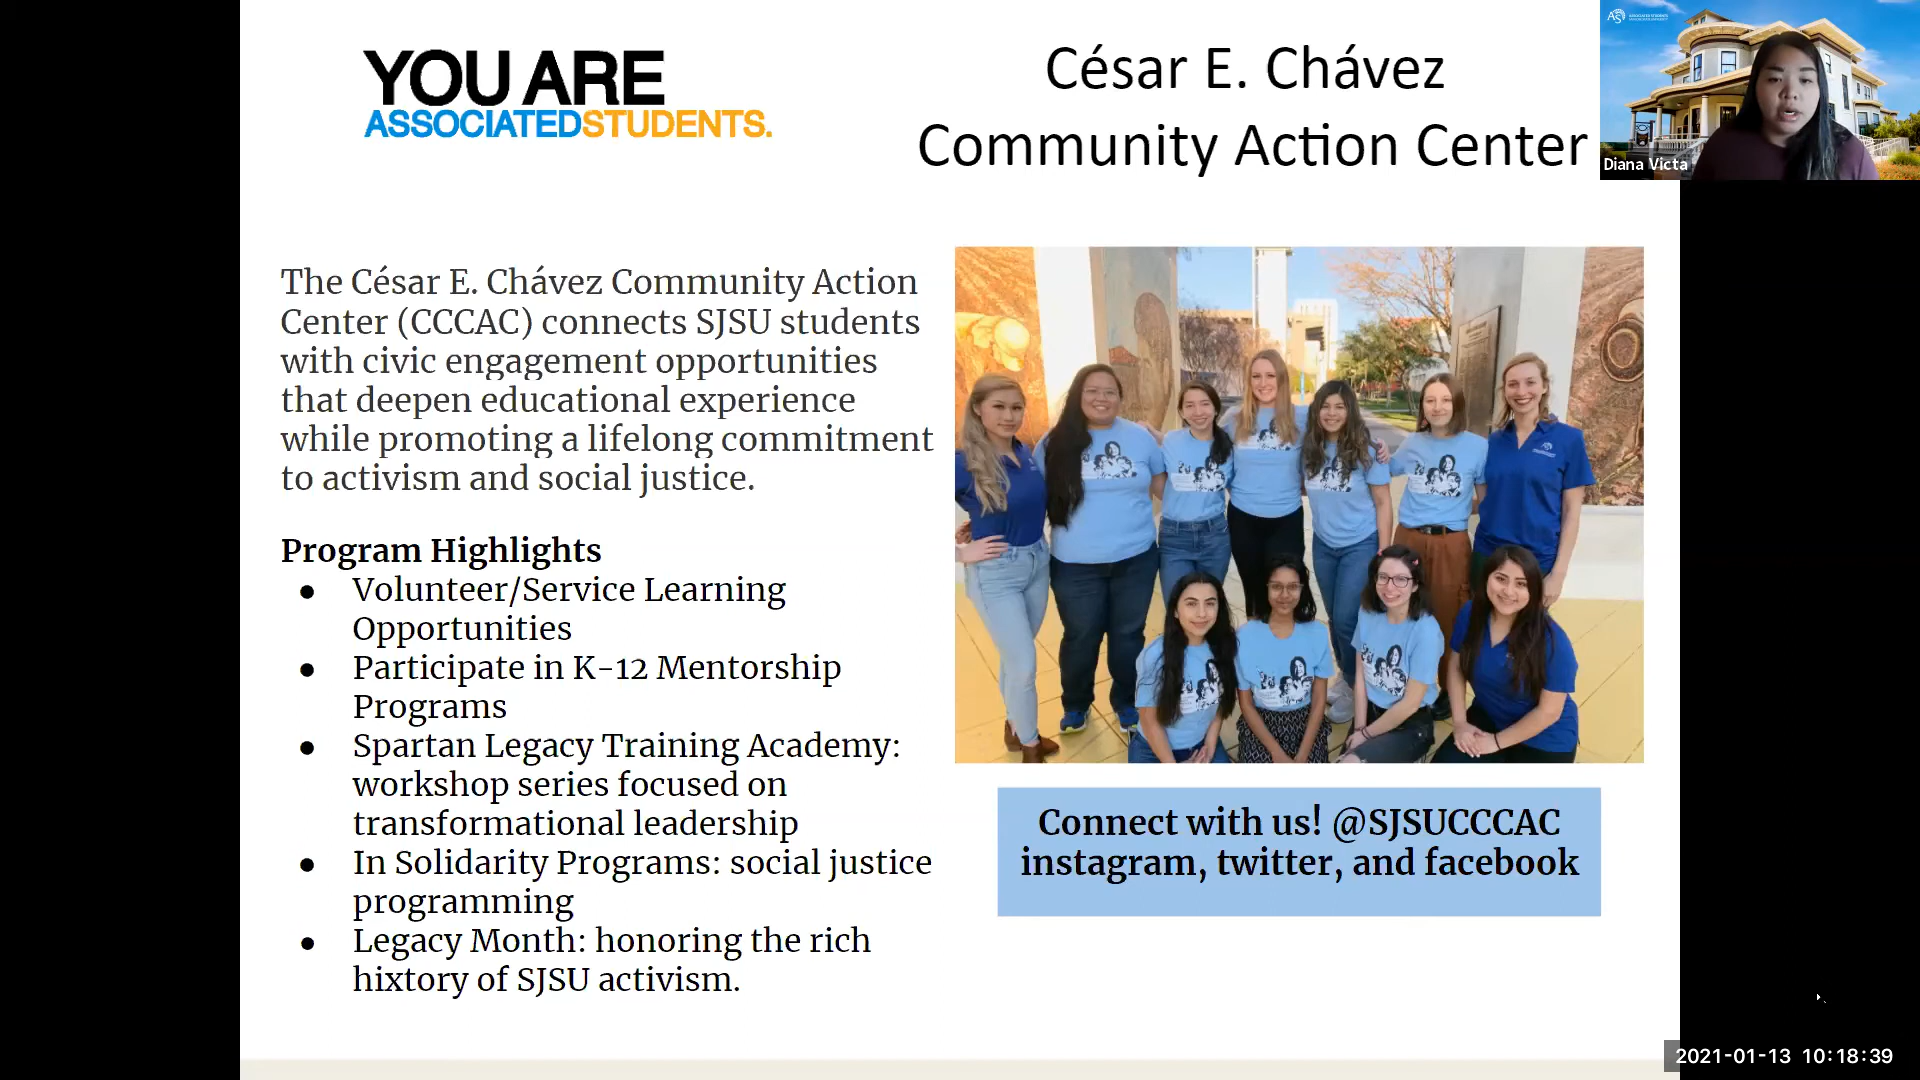 YOU ARE
ASSOCIATEDSTUDENTS.
César E. Chávez
Community Action Center
Diana Victa
The César E. Chávez Community Action
Center (CCCAC) connects SJSU students
with civic engagement opportunities
that deepen educational experience
while promoting a lifelong commitment
to activism and social justice.
Program Highlights
● Volunteer/Service Learning
Opportunities
● Participate in K-12 Mentorship
Programs
● Spartan Legacy Training Academy:
workshop series focused on
transformational leadership
● In Solidarity Programs: social justice
programming
● Legacy Month: honoring the rich
hixtory of SJSU activism.
Connect with us! @SJSUCCCAC
instagram, twitter, and facebook
2021-01-13 10:18:39